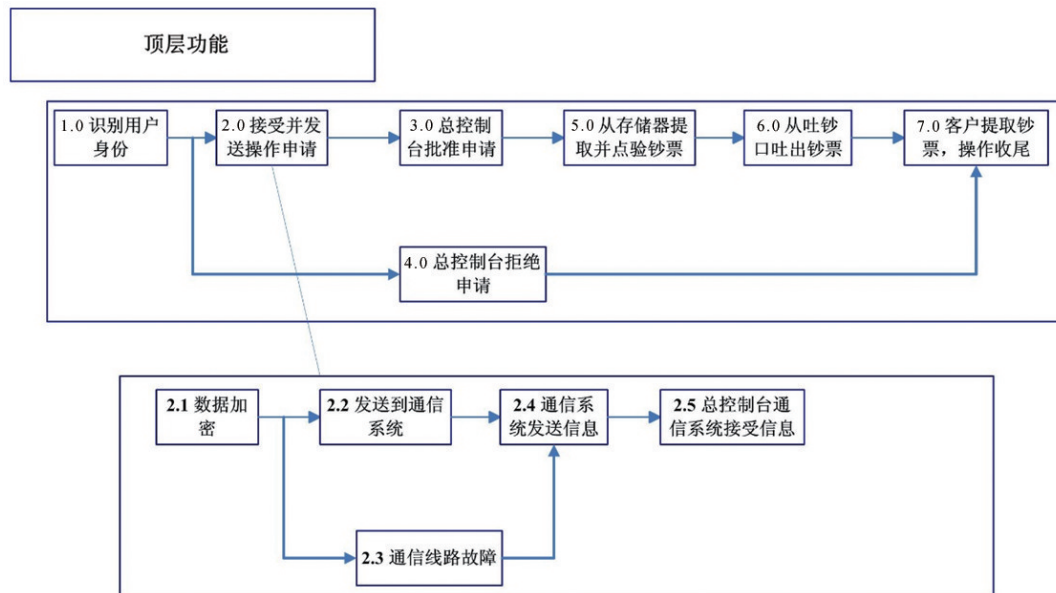 顶层功能
1.0 识别用户
身份
2.0 接受并发
送操作申请
3.0 总控制
台批准申请
5.0 从存储器提
取并点验钞票
6.0 从吐钞
口吐出钞票
7.0 客户提取钞
票，操作收尾
4.0 总控制台拒绝
申请
2.1 数据加
密
2.2 发送到通信
系统
2.4 通信系
统发送信息
2.5 总控制台通
信系统接受信息
2.3 通信线路故障